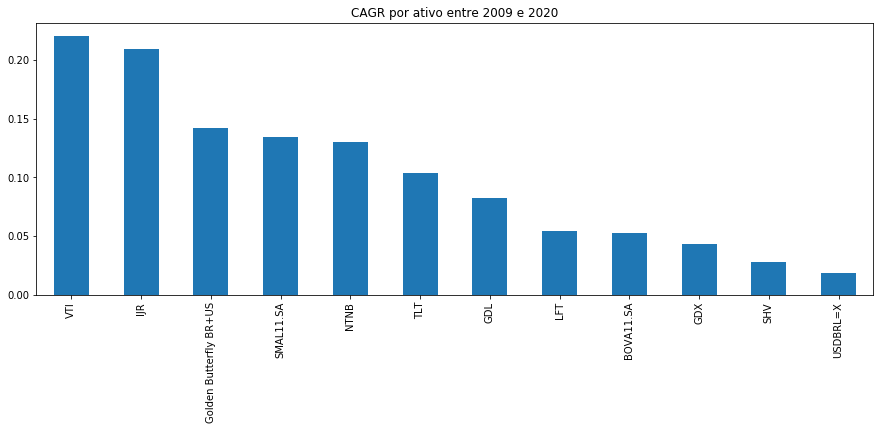 CAGR por ativo entre 2009 e 2020
0.20
0.15
0.10
0.05
0.00
VTI
IJR
Golden Butterfly BR+US
SMAL11.SA
NTNB
TLT
GDL
LFT
BOVA11.SA
GDX
SHV
USDBRL=X